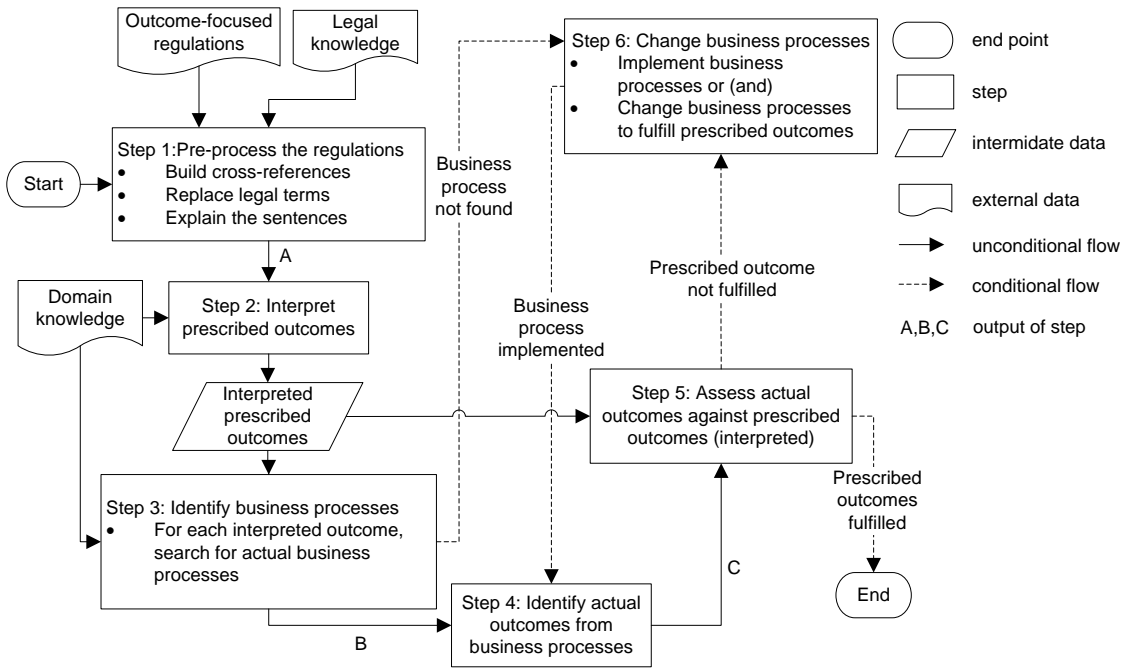 Outcome-focused
regulations
Legal
knowledge
Start
Step 1:Pre-process the regulations
• Build cross-references
• Replace legal terms
• Explain the sentences
A
Domain
knowledge
Step 2: Interpret
prescribed outcomes
Interpreted
prescribed
outcomes
Step 3: Identify business processes
• For each interpreted outcome,
search for actual business
processes
B
Business
process
not found
Step 6: Change business processes
• Implement business
processes or (and)
• Change business processes
to fulfill prescribed outcomes
Business
process
implemented
Prescribed outcome
not fulfilled
Step 5: Assess actual
outcomes against prescribed
outcomes (interpreted)
Step 4: Identify actual
outcomes from
business processes
C
Prescribed
outcomes
fulfilled
End
end point
step
intermidate data
external data
unconditional flow
conditional flow
A,B,C output of step